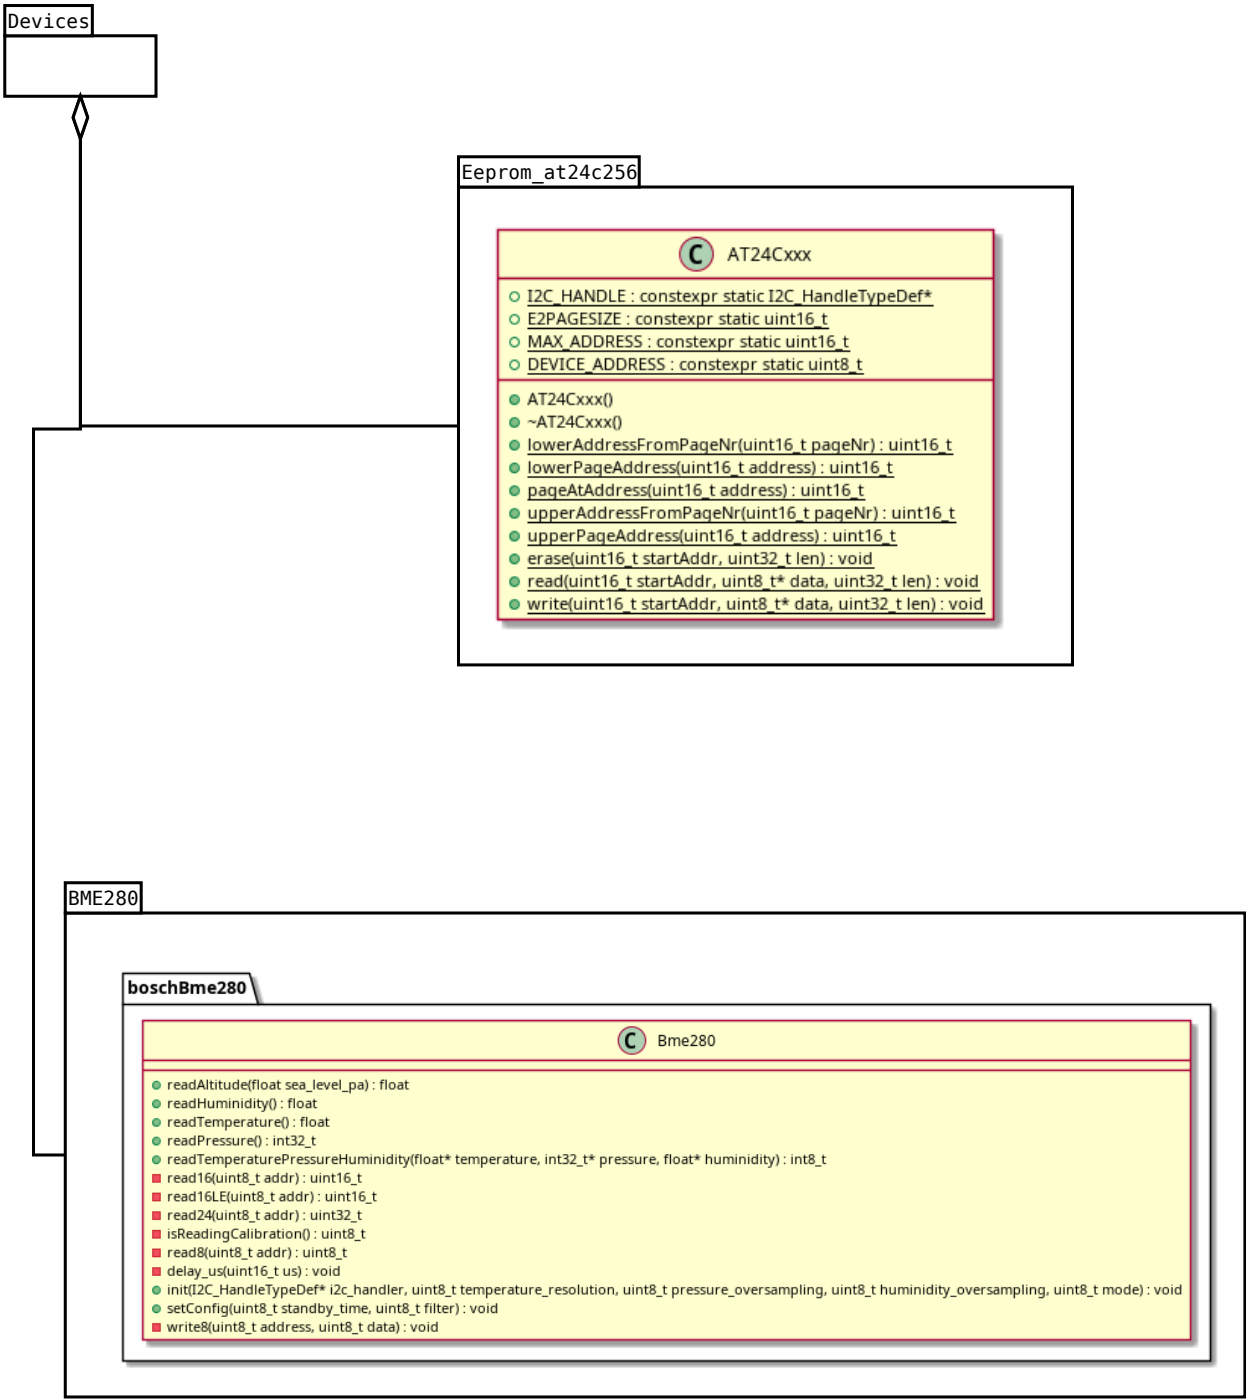 Devices
Eeprom_at24c256
C AT24Cxxx
I2C_HANDLE : constexpr static I2C_HandleTypeDef*
E2PAGESIZE : constexpr static uint16_t
MAX_ADDRESS : constexpr static uint16_t
DEVICE_ADDRESS : constexpr static uint8_t
AT24Cxxx()
~AT24Cxxx()
lowerAddressFromPageNr(uint16_t pageNr) : uint16_t
lowerPageAddress(uint16_t address) : uint16_t
pageAtAddress(uint16_t address) : uint16_t
upperAddressFromPageNr(uint16_t pageNr) : uint16_t
upperPageAddress(uint16_t address) : uint16_t
erase(uint16_t startAddr, uint32_t len) : void
read(uint16_t startAddr, uint8_t* data, uint32_t len) : void
write(uint16_t startAddr, uint8_t* data, uint32_t len) : void
BME280
boschBme280
C Bme280
readAltitude(float sea_level_pa) : float
readHuminidity() : float
readTemperature() : float
readPressure() : int32_t
readTemperaturePressureHuminidity(float* temperature, int32_t* pressure, float* huminidity) : int8_t
read16(uint8_t addr) : uint16_t
read16LE(uint8_t addr) : uint16_t
read24(uint8_t addr) : uint32_t
isReadingCalibration() : uint8_t
read8(uint8_t addr) : uint8_t
delay_us(uint16_t us) : void
init(I2C_HandleTypeDef* i2c_handler, uint8_t temperature_resolution, uint8_t pressure_oversampling, uint8_t huminidity_oversampling, uint8_t mode) : void
setConfig(uint8_t standby_time, uint8_t filter) : void
write8(uint8_t address, uint8_t data) : void